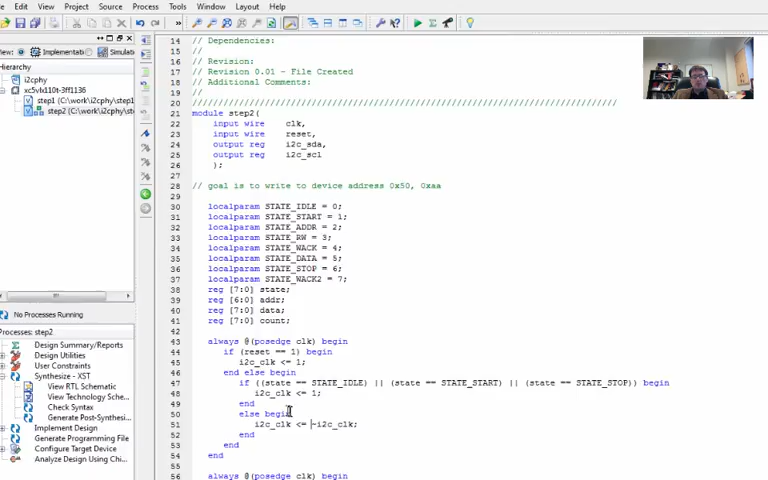 Edit View Project Source Process Tools Window Layout Help
View: Implementati Simulati
Hierarchy
i2cphy
xc5vlx110t-3ff1136
step1 (C:\work\i2cphy\step1
step2 (C:\work\i2cphy\ste
No Processes Running
Processes: step2
Design Summary/Reports
Design Utilities
User Constraints
Synthesize - XST
View RTL Schematic
View Technology Sche
Check Syntax
Generate Post-Synthesi
Implement Design
Generate Programming File
Configure Target Device
Analyze Design Using Chi
14 // Dependencies:
15 //
16 // Revision:
17 // Revision 0.01 - File Created
18 // Additional Comments:
19 //
20 //////////////////////////////////////////////////////////////////////////////////
21 module step2(
22 input wire clk,
23 input wire reset,
24 output reg i2c_sda,
25 output reg i2c_scl
26 );
27
28 // goal is to write to device address 0x50, 0xaa
29
30 localparam STATE_IDLE = 0;
31 localparam STATE_START = 1;
32 localparam STATE_ADDR = 2;
33 localparam STATE_RW = 3;
34 localparam STATE_WACK = 4;
35 localparam STATE_DATA = 5;
36 localparam STATE_STOP = 6;
37 localparam STATE_WACK2 = 7;
38 reg [7:0] state;
39 reg [6:0] addr;
40 reg [7:0] data;
41 reg [7:0] count;
42
43 always @(posedge clk) begin
44 if (reset == 1) begin
45 i2c_clk <= 1;
46 end else begin
47 if ((state == STATE_IDLE) || (state == STATE_START) || (state == STATE_STOP)) begin
48 i2c_clk <= 1;
49 end
50 else begin
51 i2c_clk <= ~i2c_clk;
52 end
53 end
54 end
55
56 always @(posedge clk) begin